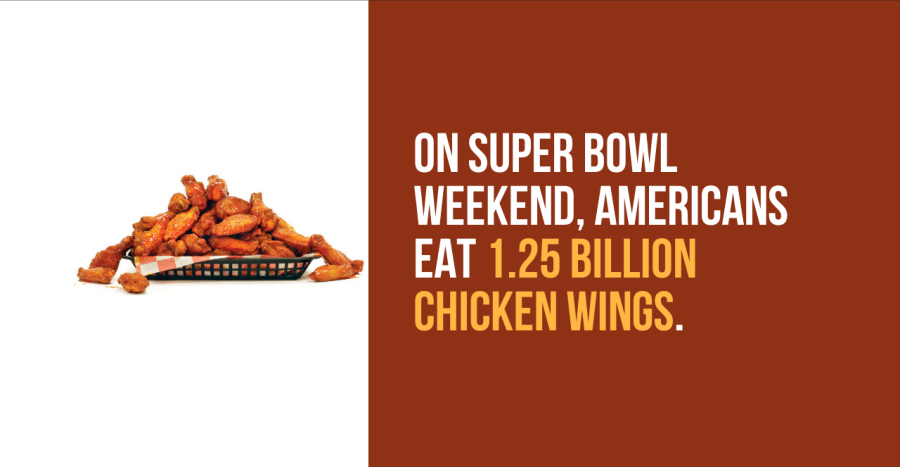 ON SUPER BOWL
WEEKEND, AMERICANS
EAT 1.25 BILLION
CHICKEN WINGS.